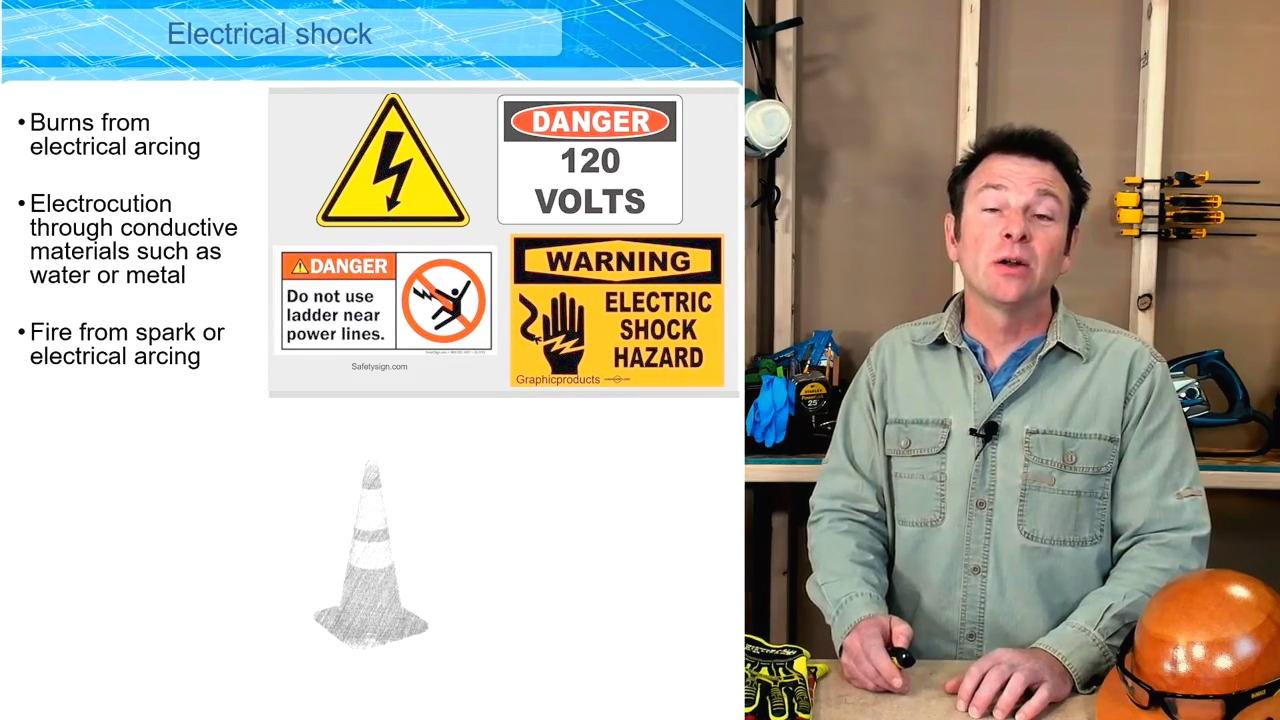 Electrical shock
• Burns from
electrical arcing
• Electrocution
through conductive
materials such as
water or metal
• Fire from spark or
electrical arcing
DANGER
120
VOLTS
DANGER
Do not use
ladder near
power lines.
Safetysign.com
WARNING
ELECTRIC
SHOCK
HAZARD
Graphicproducts
STANLEY
25'